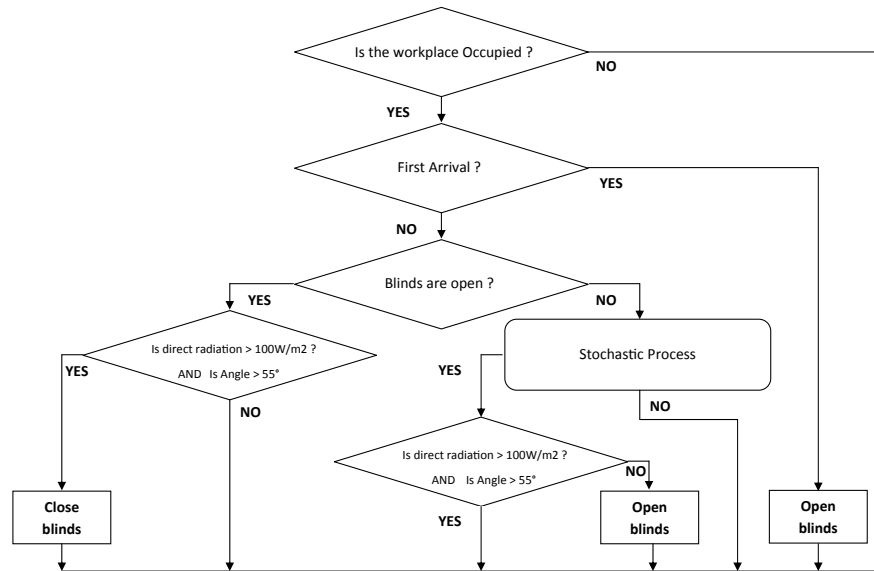 Is the workplace Occupied ?
NO
YES
First Arrival ?
YES
NO
Blinds are open ?
YES
NO
Is direct radiation > 100W/m2 ?
AND Is Angle > 55°
YES
NO
Stochastic Process
YES
NO
Is direct radiation > 100W/m2 ?
AND Is Angle > 55°
NO
YES
Close
blinds
Open
blinds
Open
blinds